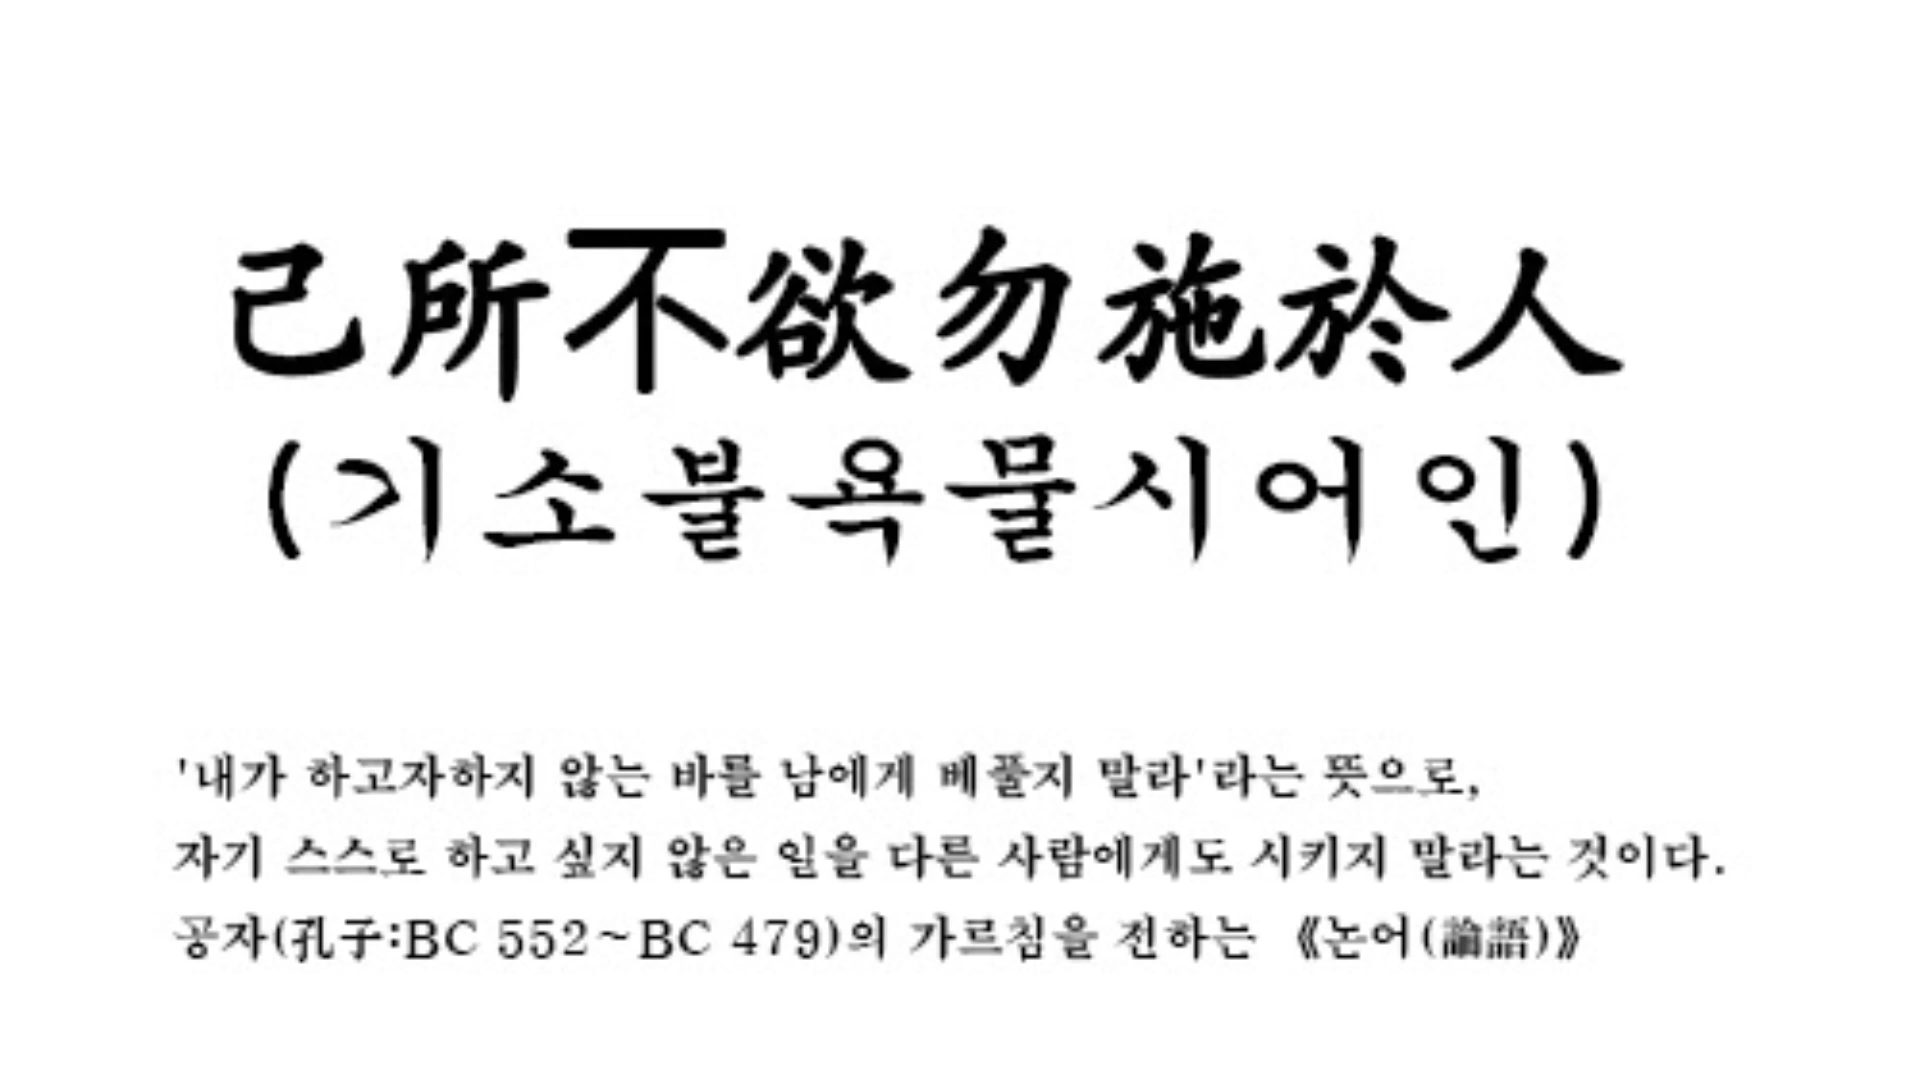 己所不欲勿施於人
(기소불욕물시어인)
'내가 하고자하지 않는 바를 남에게 베풀지 말라'라는 뜻으로,
자기 스스로 하고 싶지 않은 일을 다른 사람에게도 시키지 말라는 것이다.
공자(孔子:BC 552~BC 479)의 가르침을 전하는 《논어(論語)》